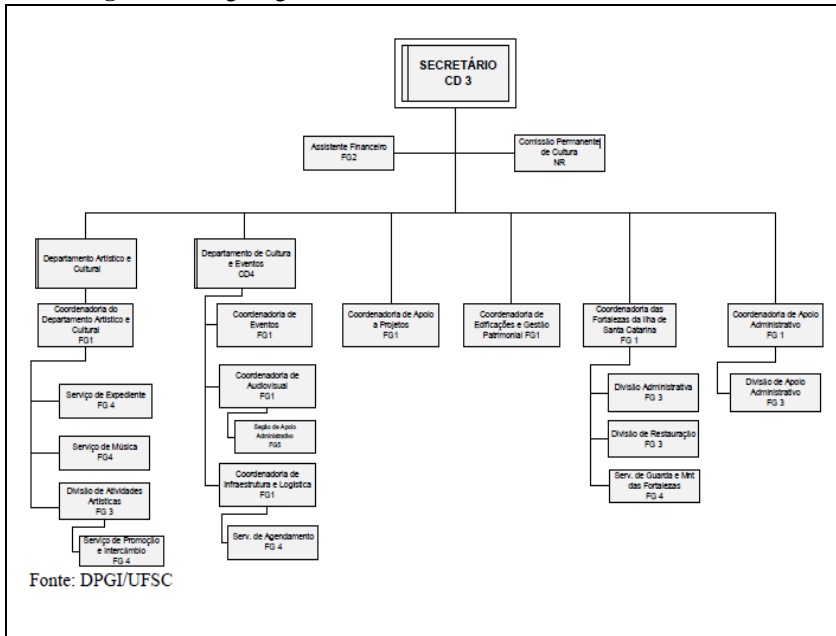 SECRETÁRIO
CD 3
Assistente Financeiro
FG2
Comissão Permanente
de Cultura
NR
Departamento Artístico e
Cultural
Departamento de Cultura
e Eventos
CD4
Coordenadoria do
Departamento Artístico e
Cultural
FG1
Coordenadoria de
Eventos
FG1
Coordenadoria de Apoio
a Projetos
FG1
Coordenadoria de
Edificações e Gestão
Patrimonial FG1
Coordenadoria das
Fortalezas da Ilha de
Santa Catarina
FG 1
Coordenadoria de Apoio
Administrativo
FG 1
Serviço de Expediente
FG 4
Coordenadoria de
Audiovisual
FG1
Divisão Administrativa
FG 3
Divisão de Apoio
Administrativo
FG 3
Seção de Apoio
Administrativo
FG5
Serviço de Música
FG4
Divisão de Restauração
FG 3
Divisão de Atividades
Artísticas
FG 3
Coordenadoria de
Infraestrutura e Logística
FG1
Serv. de Guarda e Mnt
das Fortalezas
FG 4
Serviço de Promoção
e Intercâmbio
FG 4
Serv. de Agendamento
FG 4
Fonte: DPGI/UFSC